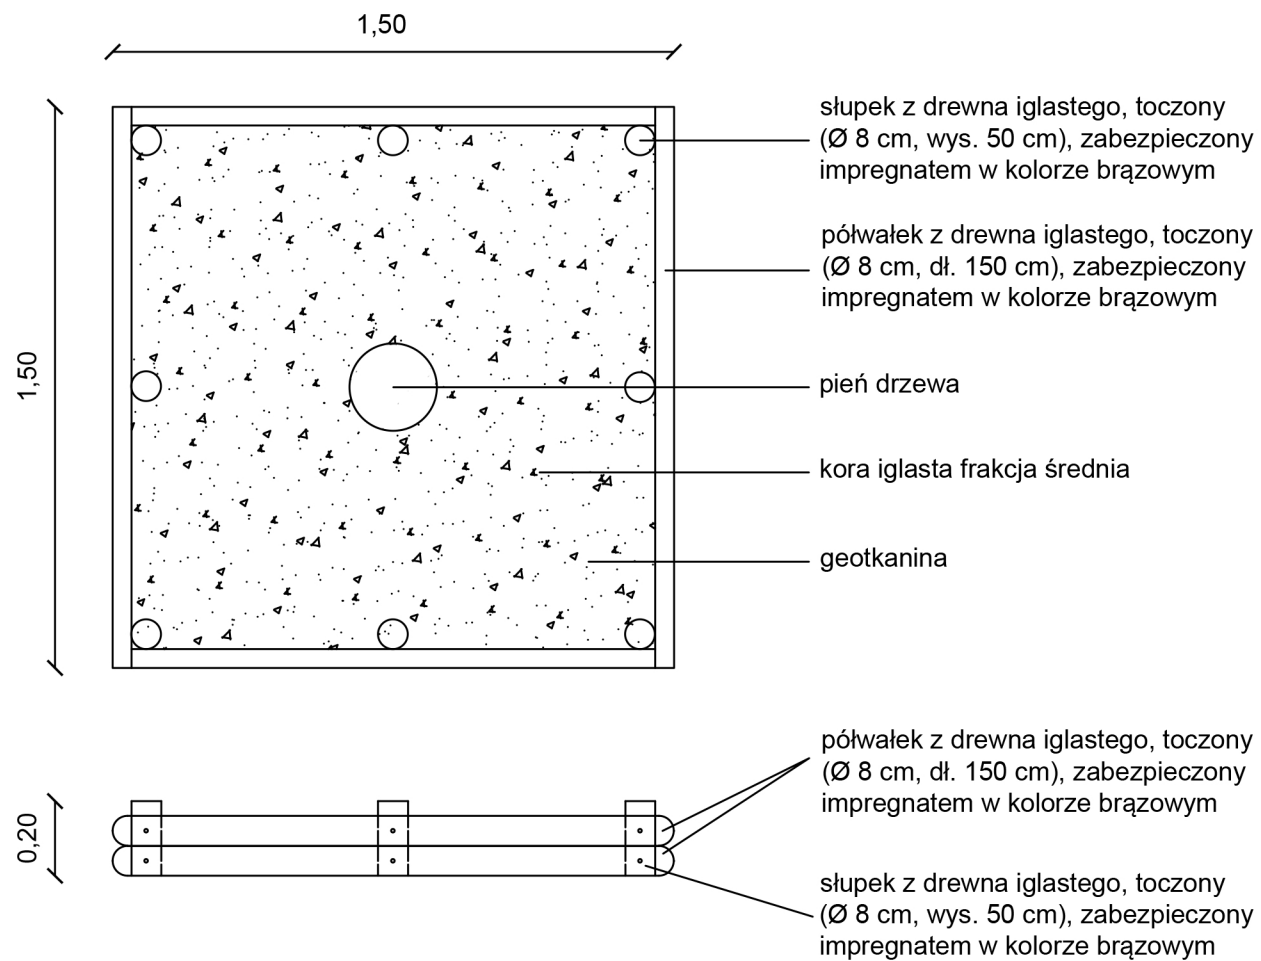 1,50
1,50
słupek z drewna iglastego, toczony
(Ø 8 cm, wys. 50 cm), zabezpieczony
impregnatem w kolorze brązowym
półwałek z drewna iglastego, toczony
(Ø 8 cm, dł. 150 cm), zabezpieczony
impregnatem w kolorze brązowym
pień drzewa
kora iglasta frakcja średnia
geotkanina
0,20
półwałek z drewna iglastego, toczony
(Ø 8 cm, dł. 150 cm), zabezpieczony
impregnatem w kolorze brązowym
słupek z drewna iglastego, toczony
(Ø 8 cm, wys. 50 cm), zabezpieczony
impregnatem w kolorze brązowym